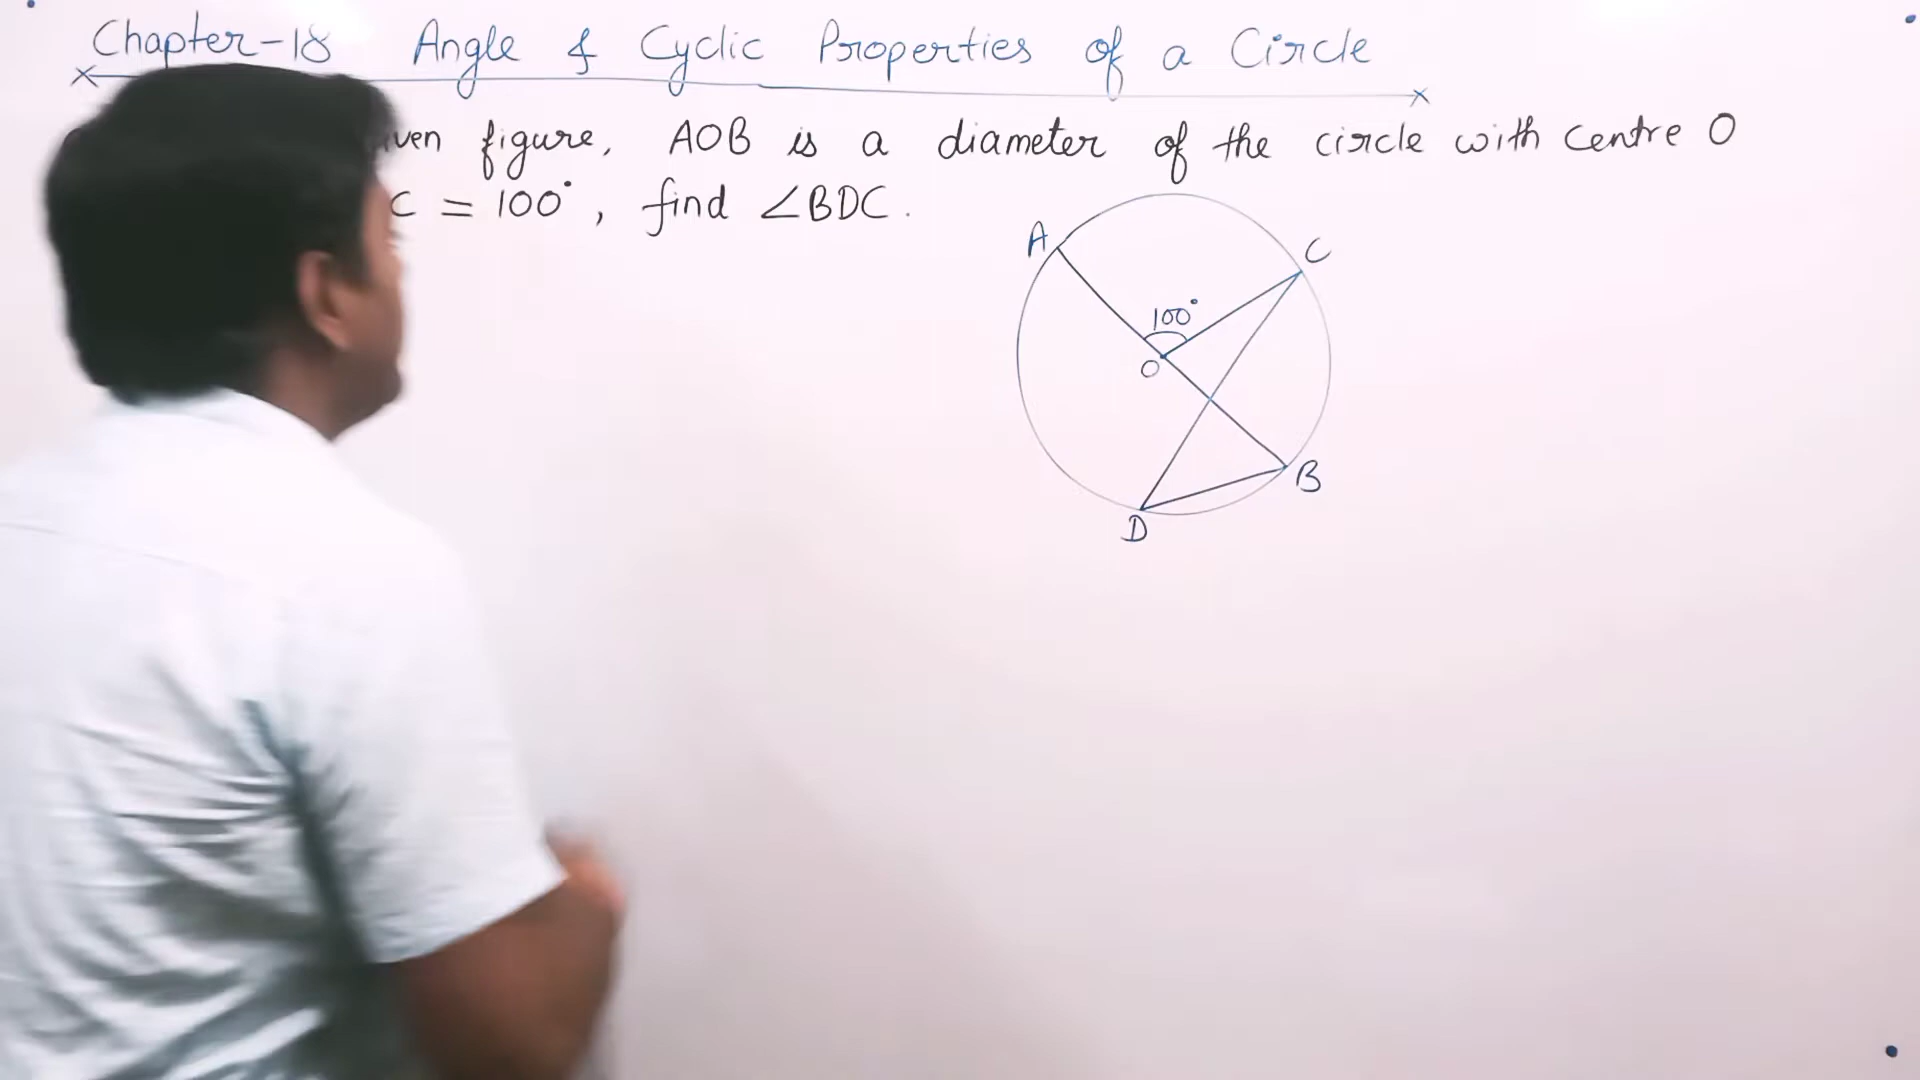 Chapter-18 Angle & Cyclic Properties of a Circle
figure, AOB is a diameter of the circle with centre O
C = 100°, find ∠BDC.
A
C
100°
O
B
D